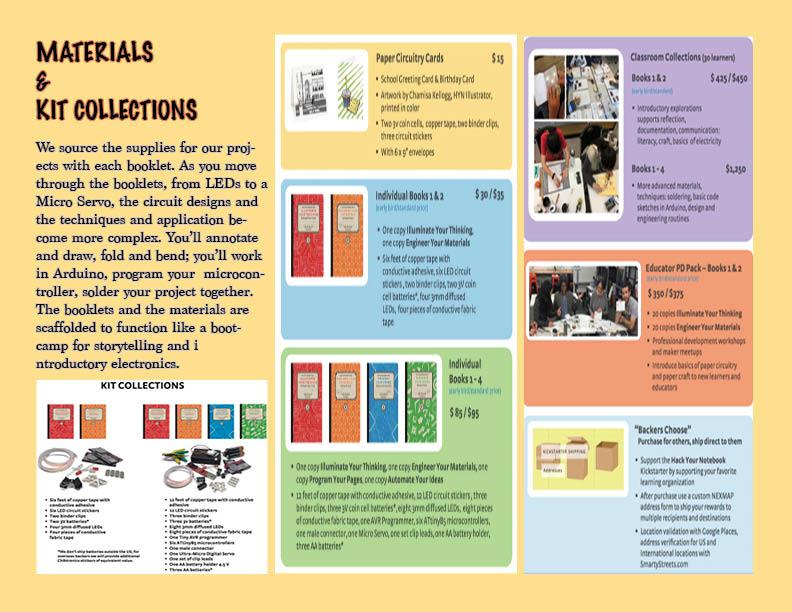 MATERIALS
&
KIT COLLECTIONS
We source the supplies for our proj-
ects with each booklet. As you move
through the booklets, from LEDs to a
Micro Servo, the circuit designs and
the techniques and application be-
come more complex. You'll annotate
and draw, fold and bend; you'll work
in Arduino, program your microcon-
troller, solder your project together.
The booklets and the materials are
scaffolded to function like a boot-
camp for storytelling and i
ntroductory electronics.
KIT COLLECTIONS
• Six feet of copper tape with
conductive adhesive
• Six LED circuit stickers
• Two binder clips
• Two 3V batteries*
• Four 3mm diffused LEDs
• Four pieces of conductive
fabric tape
• 12 feet of copper tape with conductive
adhesive
• 12 LED circuit stickers
• Three binder clips
• Three 3v batteries*
• Eight 3mm diffused LEDs
• Eight pieces of conductive fabric tape
• One Tiny AVR programmer
• Six ATtiny85 microcontrollers
• One male connector
• One Ultra-Micro Digital Servo
• One set of clip leads
• One AA battery holder 4.5 V
• Three AA batteries*
*We don't ship batteries outside the US, for
overseas backers we will provide additional
Chibitronics stickers of equivalent value.
Paper Circuitry Cards $ 15
• School Greeting Card & Birthday Card
• Artwork by Chamisa Kellogg, HYN Illustrator,
printed in color
• Two 3v coin cells, copper tape, two binder clips,
three circuit stickers
• With 6 x 9" envelopes
Individual Books 1 & 2 $ 30 / $35
(early bird/standard price)
• One copy Illuminate Your Thinking,
one copy Engineer Your Materials
• Six feet of copper tape with
conductive adhesive, six LED circuit
stickers , two binder clips, two 3V coin
cell batteries*, four 3mm diffused
LEDs, four pieces of conductive fabric
tape
Individual
Books 1 - 4
(early bird/standard price)
$ 85 / $95
• One copy Illuminate Your Thinking, one copy Engineer Your Materials, one
copy Program Your Pages, one copy Automate Your Ideas
• 12 feet of copper tape with conductive adhesive, 12 LED circuit stickers, three
binder clips, three 3V coin cell batteries*, eight 3mm diffused LEDs, eight pieces
of conductive fabric tape, one AVR Programmer, six ATtiny85 microcontrollers,
one male connector, one Micro Servo, one set clip leads, one AA battery holder,
three AA batteries*
Classroom Collections (30 learners)
Books 1 & 2 $ 425 / $450
(early bird/standard)
• Introductory explorations
supports reflection,
documentation, communication:
literacy, craft, basics of electricity
Books 1 - 4 $1,250
• More advanced materials,
techniques: soldering, basic code
sketches in Arduino, design and
engineering routines
Educator PD Pack – Books 1 & 2
(early bird/standard price)
$ 350 / $375
• 20 copies Illuminate Your Thinking
• 20 copies Engineer Your Materials
• Professional development workshops
and maker meetups
• Introduce basics of paper circuitry
and paper craft to new learners and
educators
"Backers Choose"
Purchase for others, ship direct to them
KICKSTARTER SHIPPING
Addresses
• Support the Hack Your Notebook
Kickstarter by supporting your favorite
learning organization
• After purchase use a custom NEXMAP
address form to ship your rewards to
multiple recipients and destinations
• Location validation with Google Places,
address verification for US and
International locations with
SmartyStreets.com